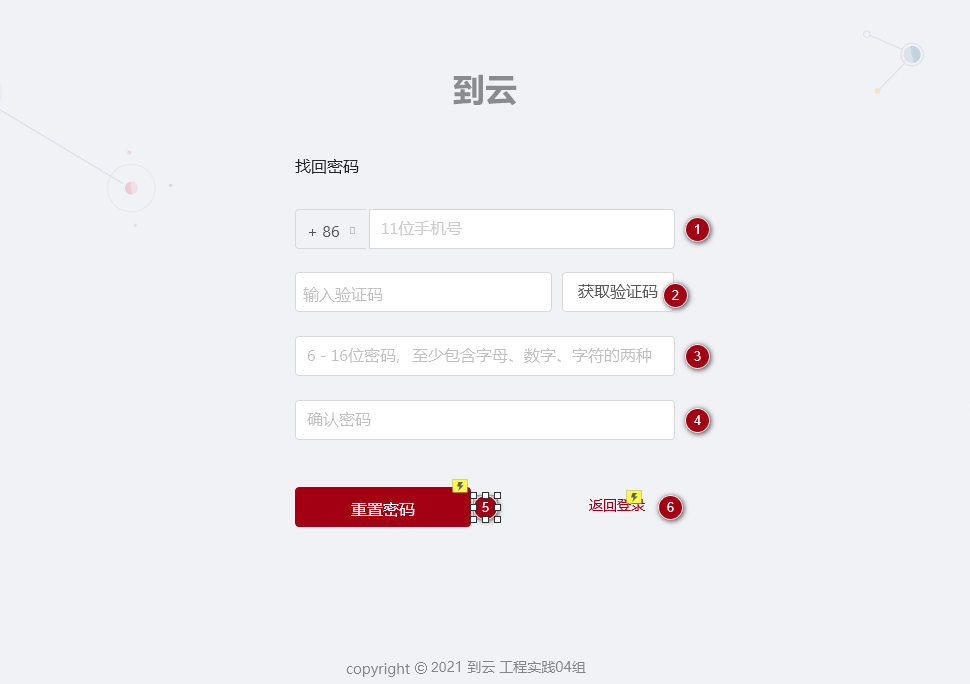 到云
找回密码
+ 86 11位手机号 1
输入验证码 获取验证码 2
6 - 16位密码，至少包含字母、数字、字符的两种 3
确认密码 4
重置密码 5 返回登录 6
copyright © 2021 到云 工程实践04组